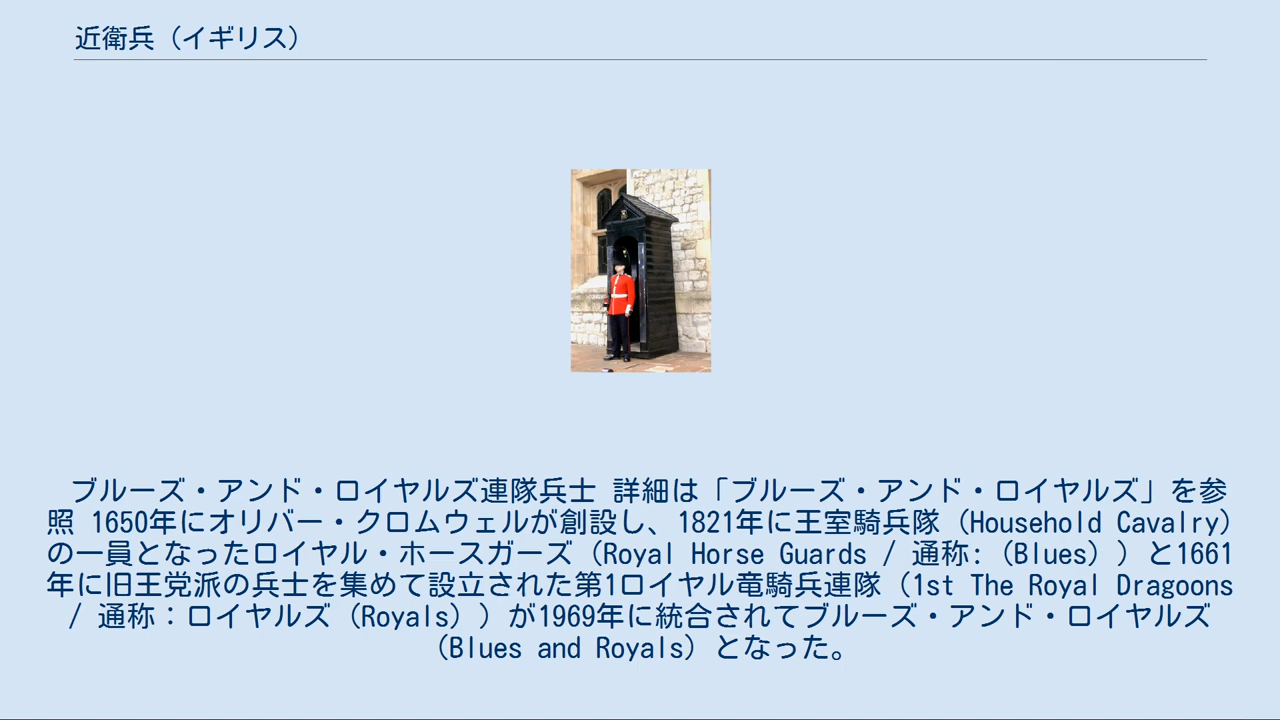 近衛兵（イギリス）
ブルーズ・アンド・ロイヤルズ連隊兵士 詳細は「ブルーズ・アンド・ロイヤルズ」を参
照 1650年にオリバー・クロムウェルが創設し、1821年に王室騎兵隊（Household Cavalry）
の一員となったロイヤル・ホースガーズ（Royal Horse Guards / 通称:（Blues））と1661
年に旧王党派の兵士を集めて設立された第1ロイヤル竜騎兵連隊（1st The Royal Dragoons
/ 通称：ロイヤルズ（Royals））が1969年に統合されてブルーズ・アンド・ロイヤルズ
（Blues and Royals）となった。